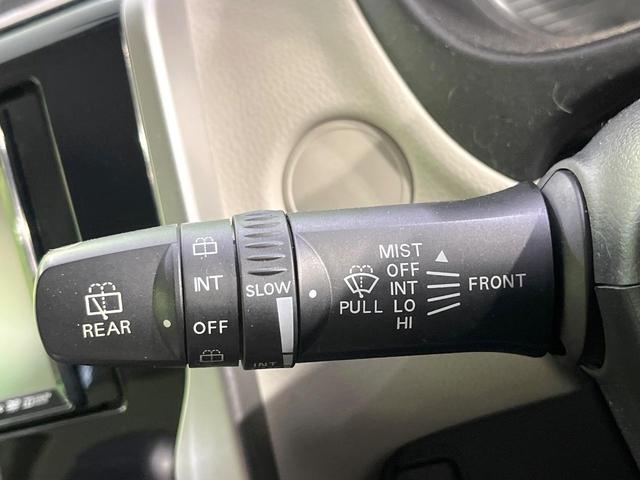 REAR
INT
OFF
SLOW
INT
PULL
MIST
OFF
INT
LO
HI
FRONT